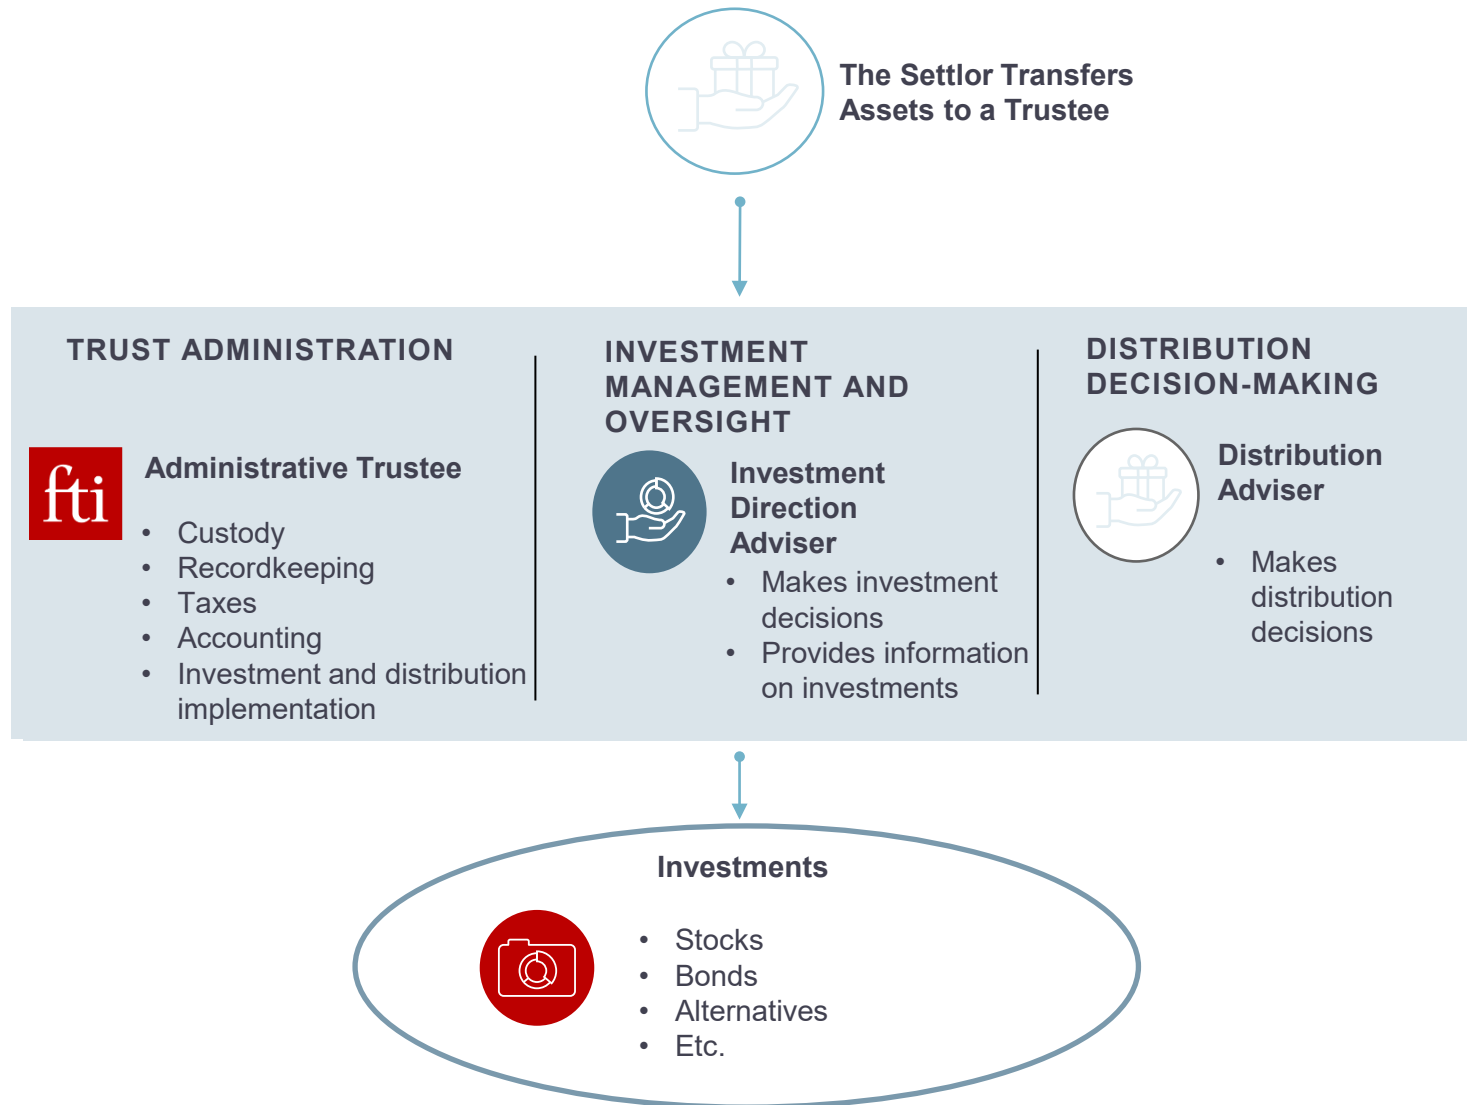 The Settlor Transfers
Assets to a Trustee
TRUST ADMINISTRATION
fti
Administrative Trustee
• Custody
• Recordkeeping
• Taxes
• Accounting
• Investment and distribution
implementation
INVESTMENT
MANAGEMENT AND
OVERSIGHT
Investment
Direction
Adviser
• Makes investment
decisions
• Provides information
on investments
DISTRIBUTION
DECISION-MAKING
Distribution
Adviser
• Makes
distribution
decisions
Investments
• Stocks
• Bonds
• Alternatives
• Etc.